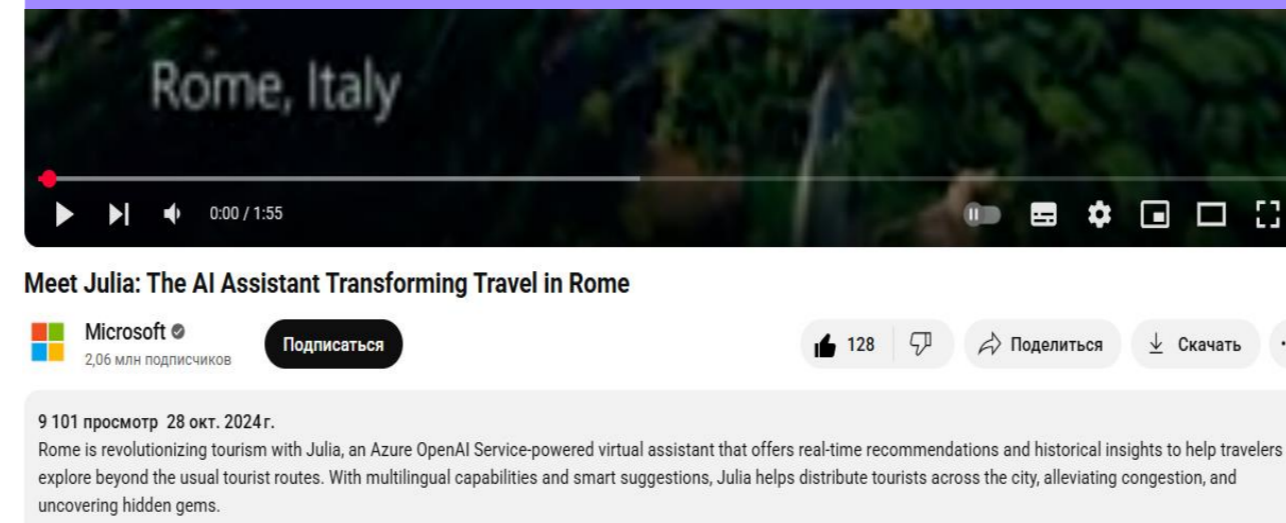 Rome, Italy
0:00 / 1:55
Meet Julia: The AI Assistant Transforming Travel in Rome
Microsoft
2,06 млн подписчиков
Подписаться
128
Поделиться
Скачать
9 101 просмотр 28 окт. 2024 г.
Rome is revolutionizing tourism with Julia, an Azure OpenAI Service-powered virtual assistant that offers real-time recommendations and historical insights to help travelers
explore beyond the usual tourist routes. With multilingual capabilities and smart suggestions, Julia helps distribute tourists across the city, alleviating congestion, and
uncovering hidden gems.